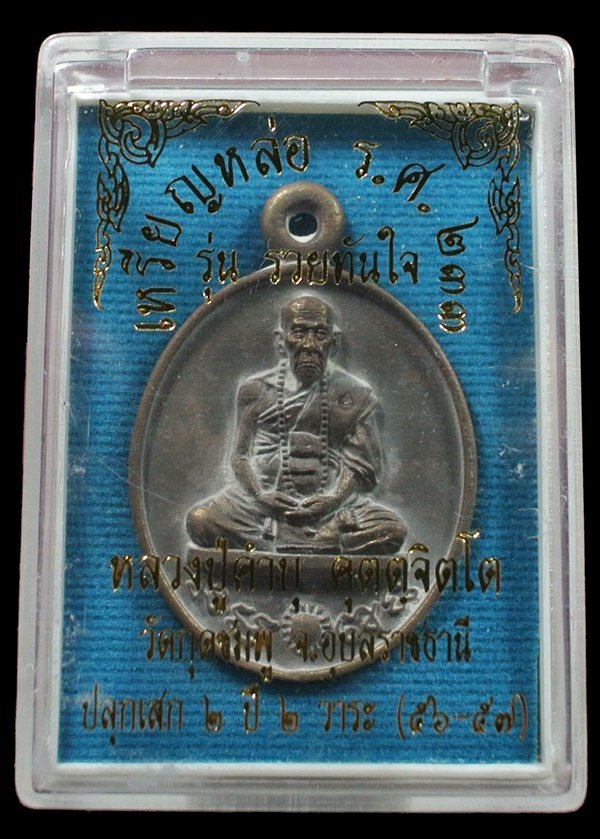 เหรียญหล่อ ร.ศ. ๒๓๓
รุ่น รวยทันใจ
หลวงปู่คำบุ คุตฺตจิตฺโต
วัดกุดชมพู จ.อุบลราชธานี
ปลุกเสก ๒ ปี ๒ วาระ (๕๖-๕๗)